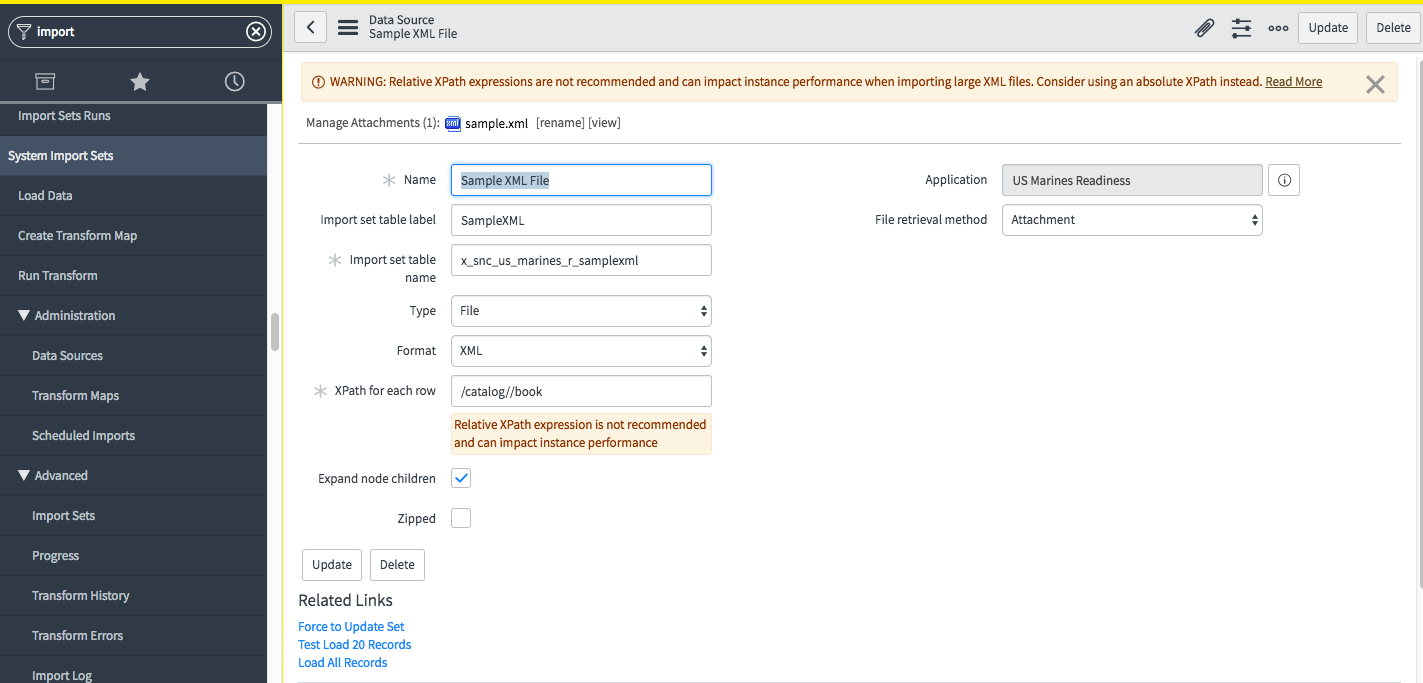 import
Import Sets Runs
System Import Sets
Load Data
Create Transform Map
Run Transform
Administration
Data Sources
Transform Maps
Scheduled Imports
Advanced
Import Sets
Progress
Transform History
Transform Errors
Import Log
Data Source
Sample XML File
Update
Delete
WARNING: Relative XPath expressions are not recommended and can impact instance performance when importing large XML files. Consider using an absolute XPath instead. Read More
Manage Attachments (1): xml sample.xml [rename] [view]
Name Sample XML File
Import set table label SampleXML
Import set table
name
x_snc_us_marines_r_samplexml
Type File
Format XML
XPath for each row /catalog//book
Relative XPath expression is not recommended
and can impact instance performance
Expand node children
Zipped
Application US Marines Readiness
File retrieval method Attachment
Update Delete
Related Links
Force to Update Set
Test Load 20 Records
Load All Records